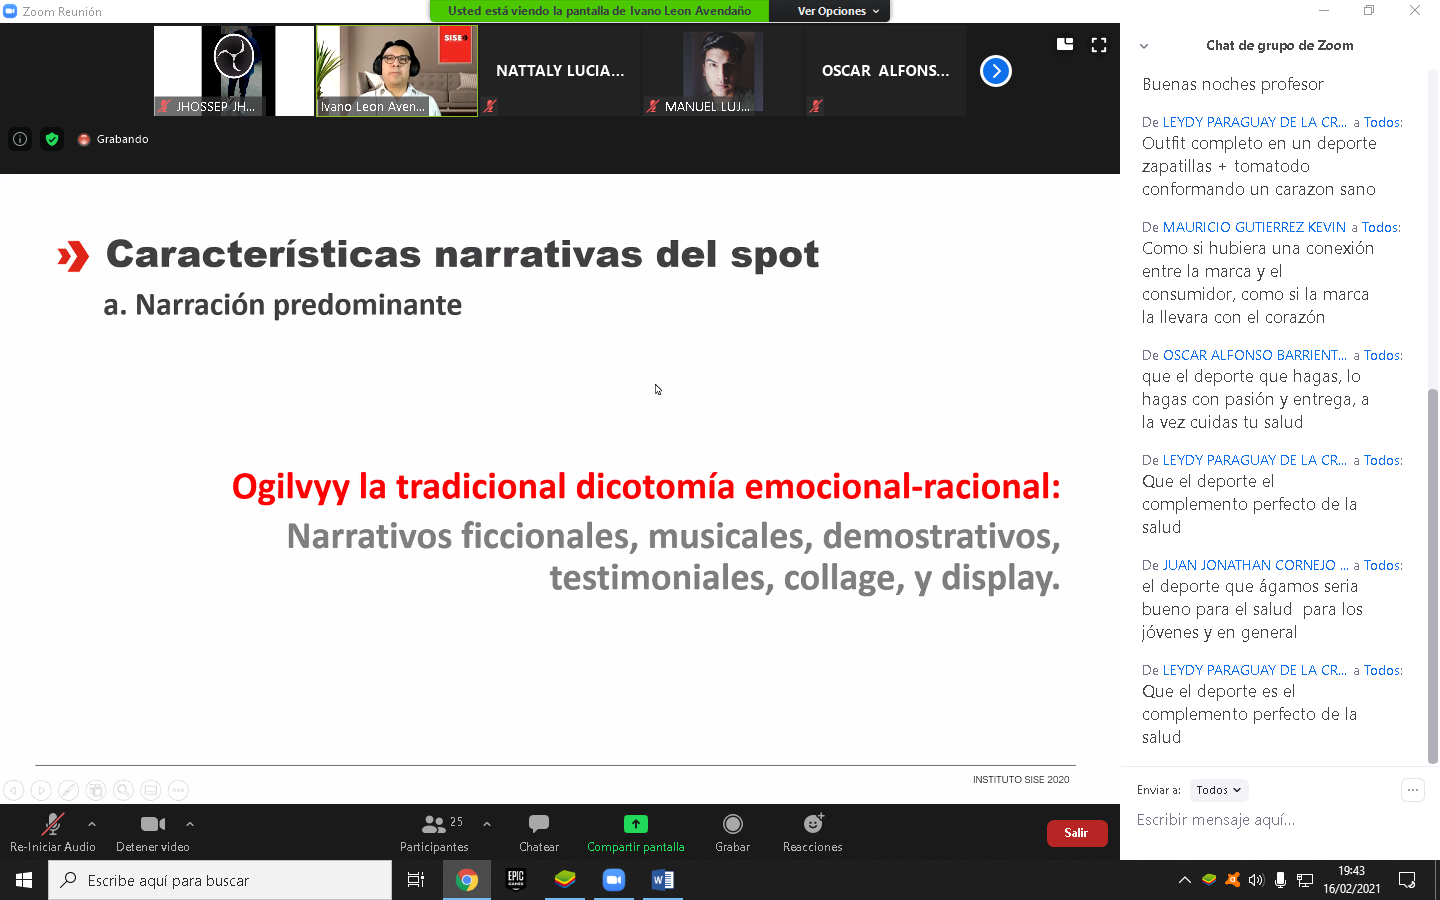 Zoom Reunión
Usted está viendo la pantalla de Ivano Leon Avendaño
Ver Opciones
SISE
JHOSSEP JH...
Ivano Leon Aven...
NATTALY LUCIA...
MANUEL LUJ...
OSCAR ALFONS...
Grabando
Características narrativas del spot
a. Narración predominante
Ogilvyy la tradicional dicotomía emocional-racional:
Narrativos ficcionales, musicales, demostrativos,
testimoniales, collage, y display.
INSTITUTO SISE 2020
Chat de grupo de Zoom
Buenas noches profesor
De LEYDY PARAGUAY DE LA CR... a Todos:
Outfit completo en un deporte
zapatillas + tomatodo
conformando un carazon sano
De MAURICIO GUTIERREZ KEVIN a Todos:
Como si hubiera una conexión
entre la marca y el
consumidor, como si la marca
la llevara con el corazón
De OSCAR ALFONSO BARRIENT... a Todos:
que el deporte que hagas, lo
hagas con pasión y entrega, a
la vez cuidas tu salud
De LEYDY PARAGUAY DE LA CR... a Todos:
Que el deporte el
complemento perfecto de la
salud
De JUAN JONATHAN CORNEJO ... a Todos:
el deporte que ágamos seria
bueno para el salud  para los
jóvenes y en general
De LEYDY PARAGUAY DE LA CR... a Todos:
Que el deporte es el
complemento perfecto de la
salud
Enviar a: Todos
Escribir mensaje aquí...
Re-Iniciar Audio
Detener video
25
Participantes
Chatear
Compartir pantalla
Grabar
Reacciones
Salir
Escribe aquí para buscar
EPIC
GAMES
19:43
16/02/2021